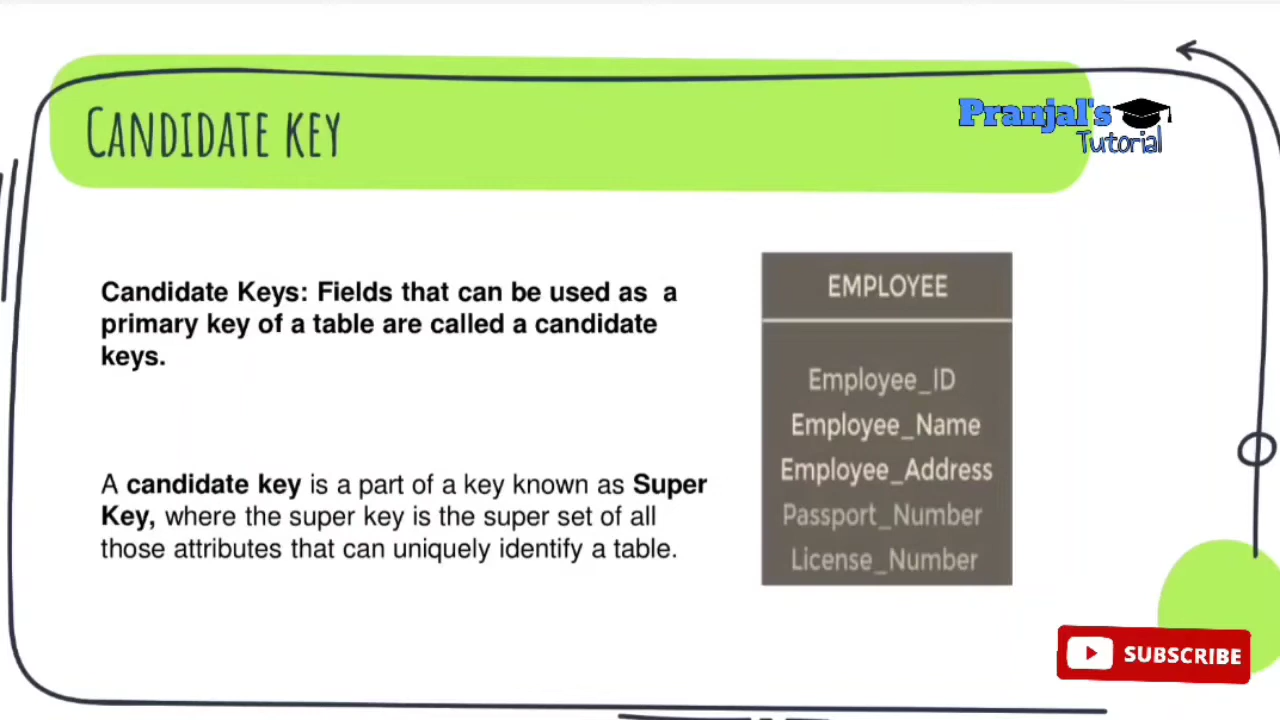 CANDIDATE KEY
Pranjal's
Tutorial
Candidate Keys: Fields that can be used as a
primary key of a table are called a candidate
keys.
A candidate key is a part of a key known as Super
Key, where the super key is the super set of all
those attributes that can uniquely identify a table.
EMPLOYEE
Employee_ID
Employee_Name
Employee_Address
Passport_Number
License_Number
SUBSCRIBE